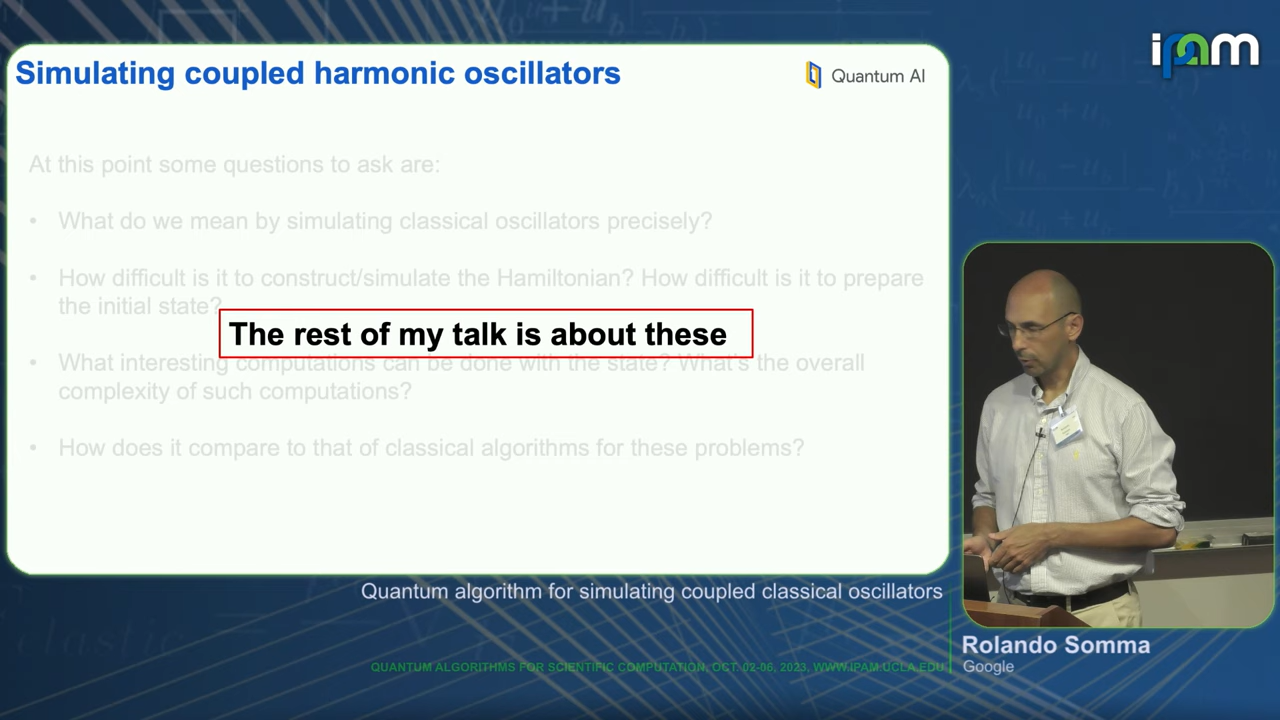 ipam
Simulating coupled harmonic oscillators
Quantum AI
At this point some questions to ask are:
• What do we mean by simulating classical oscillators precisely?
• How difficult is it to construct/simulate the Hamiltonian? How difficult is it to prepare
the initial state?
The rest of my talk is about these
• What interesting computations can be done with the state? What's the overall
complexity of such computations?
• How does it compare to that of classical algorithms for these problems?
Quantum algorithm for simulating coupled classical oscillators
Rolando Somma
Google
QUANTUM ALGORITHMS FOR SCIENTIFIC COMPUTATION, OCT. 02-06, 2023, WWW.IPAM.UCLA.EDU